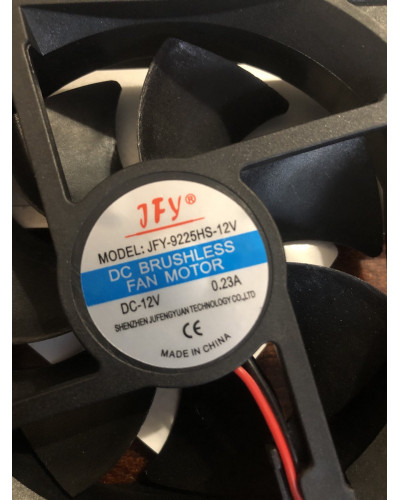 JFY®
MODEL: JFY-9225HS-12V
DC BRUSHLESS
FAN MOTOR
DC-12V 0.23A
SHENZHEN JUFENGYUAN TECHNOLOGY CO.,LTD
CE
MADE IN CHINA